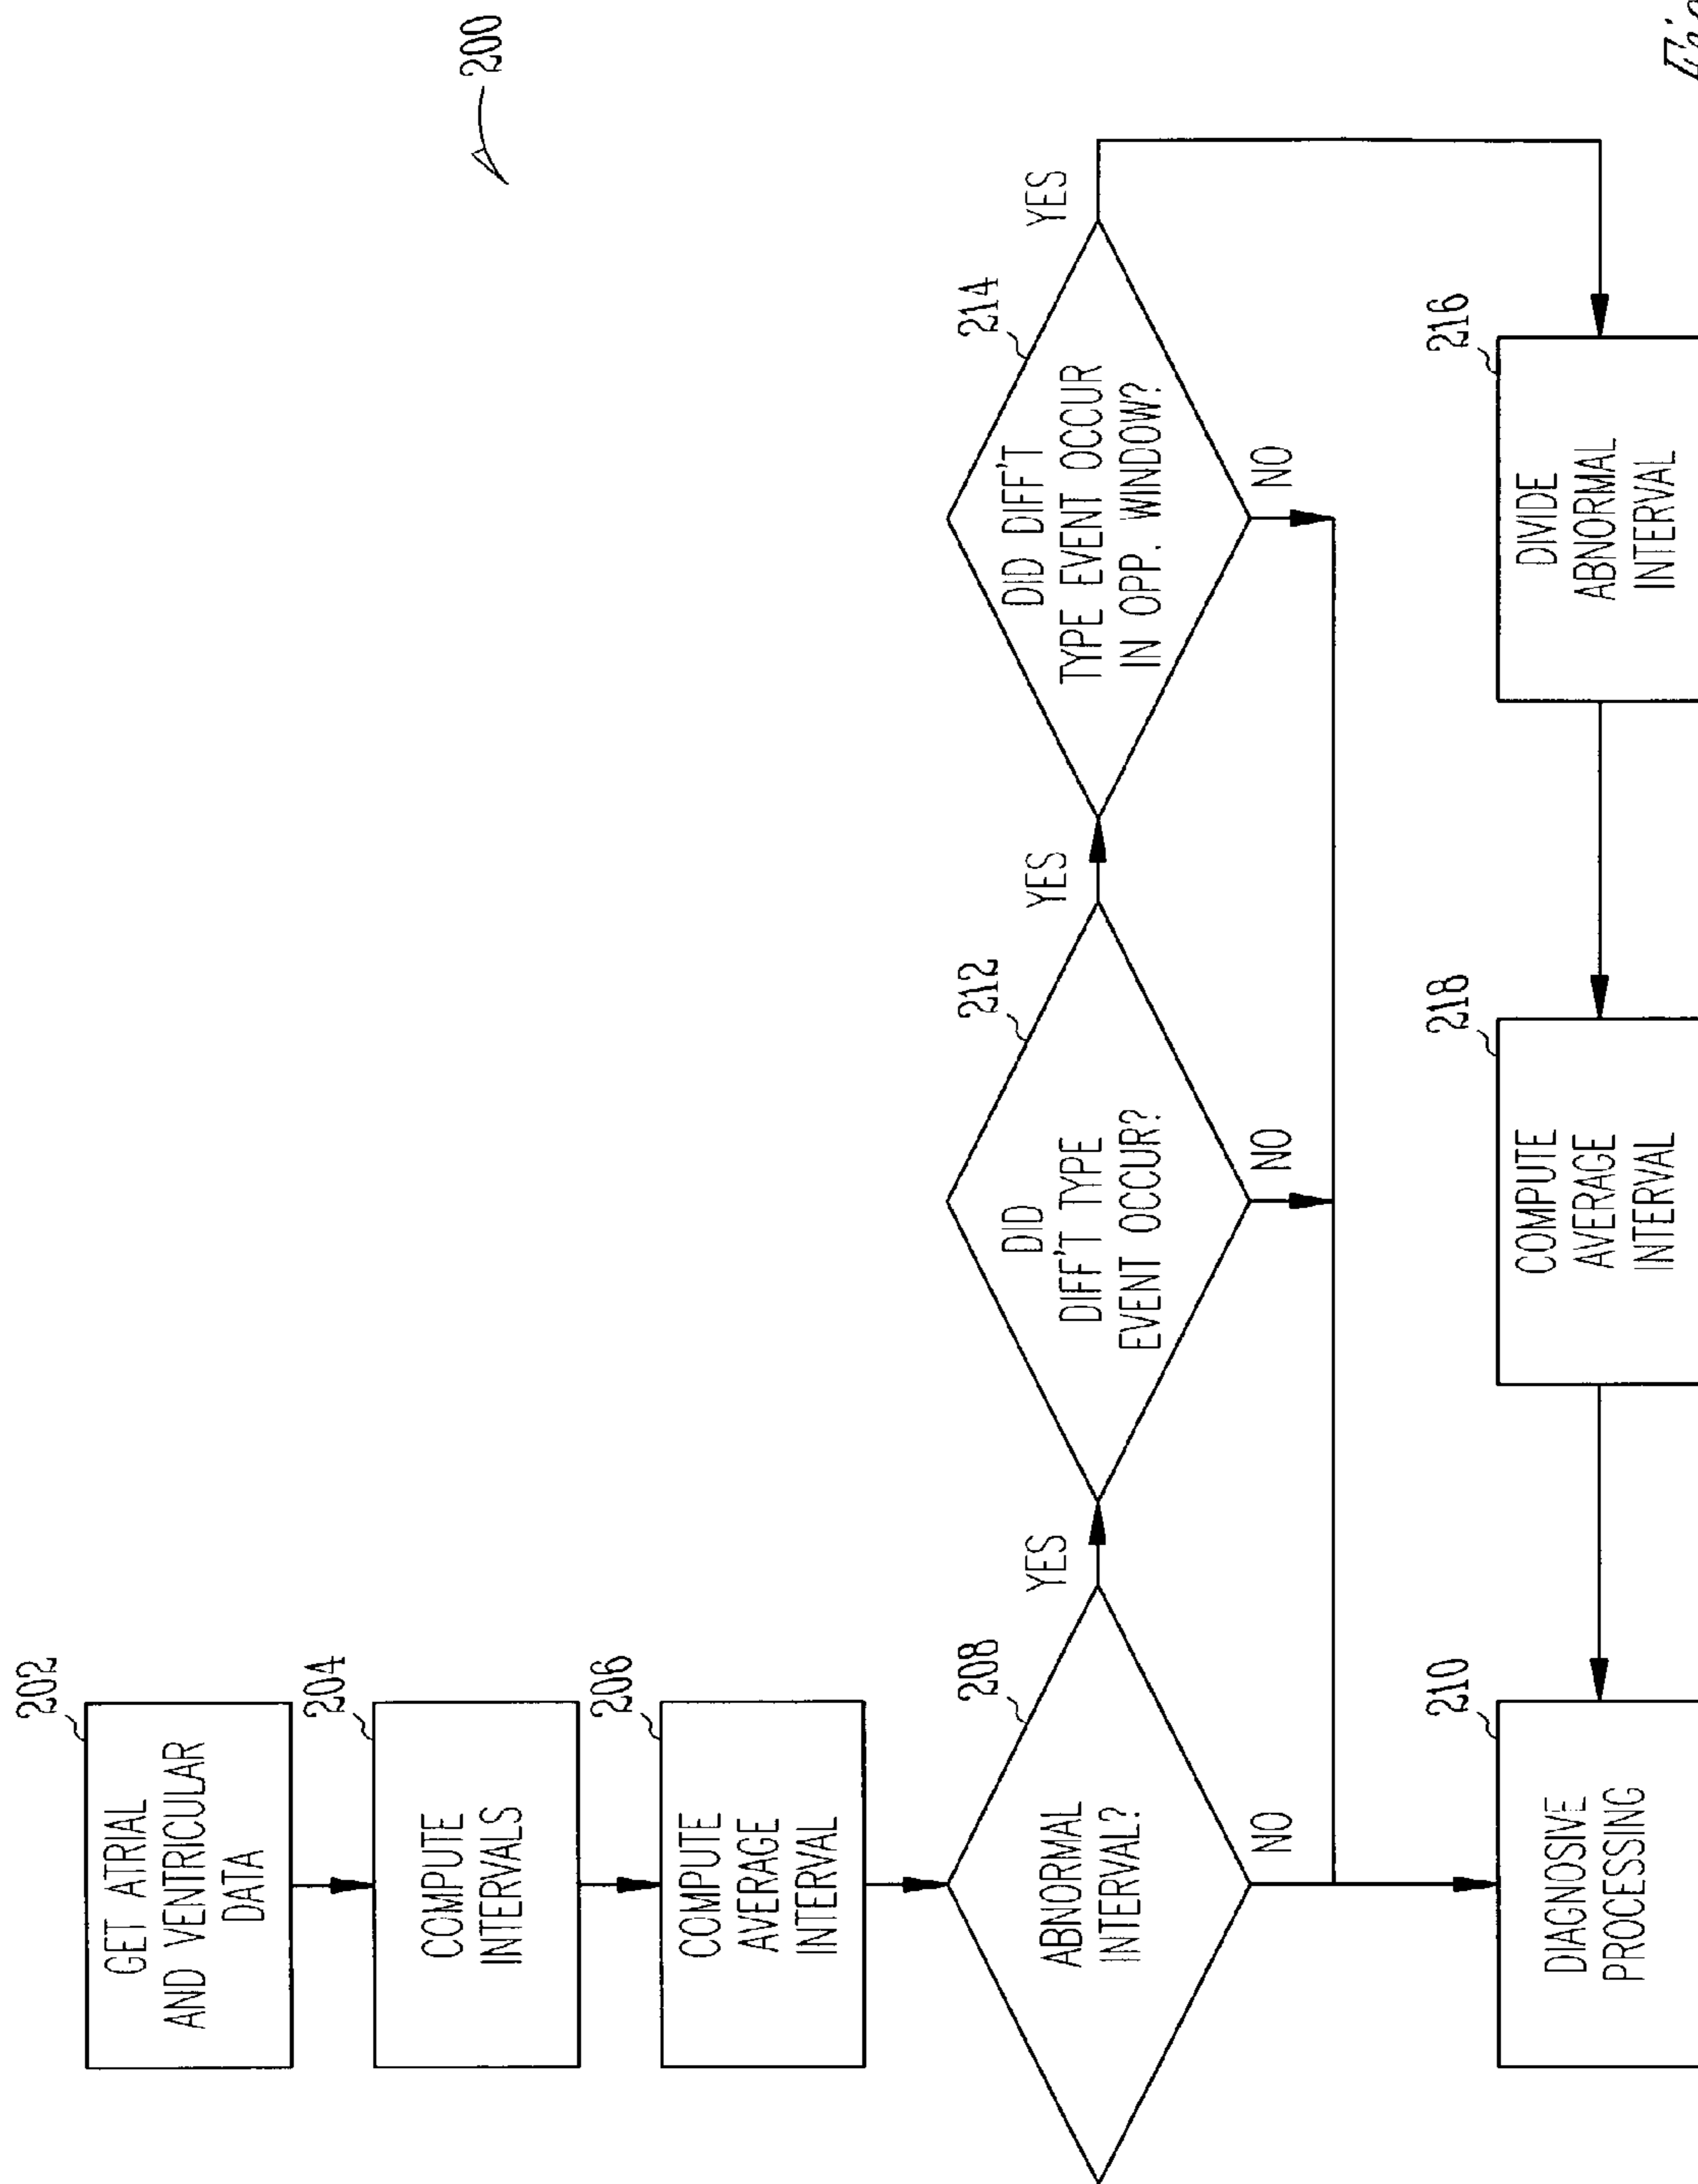 200
202
GET ATRIAL
AND VENTRICULAR
DATA
204
COMPUTE
INTERVALS
206
COMPUTE
AVERAGE
INTERVAL
208
ABNORMAL
INTERVAL?
YES
NO
212
DID
DIFF'T TYPE
EVENT OCCUR?
YES
NO
214
DID DIFF'T
TYPE EVENT OCCUR
IN OPP. WINDOW?
YES
NO
210
DIAGNOSIVE
PROCESSING
218
COMPUTE
AVERAGE
INTERVAL
216
DIVIDE
ABNORMAL
INTERVAL